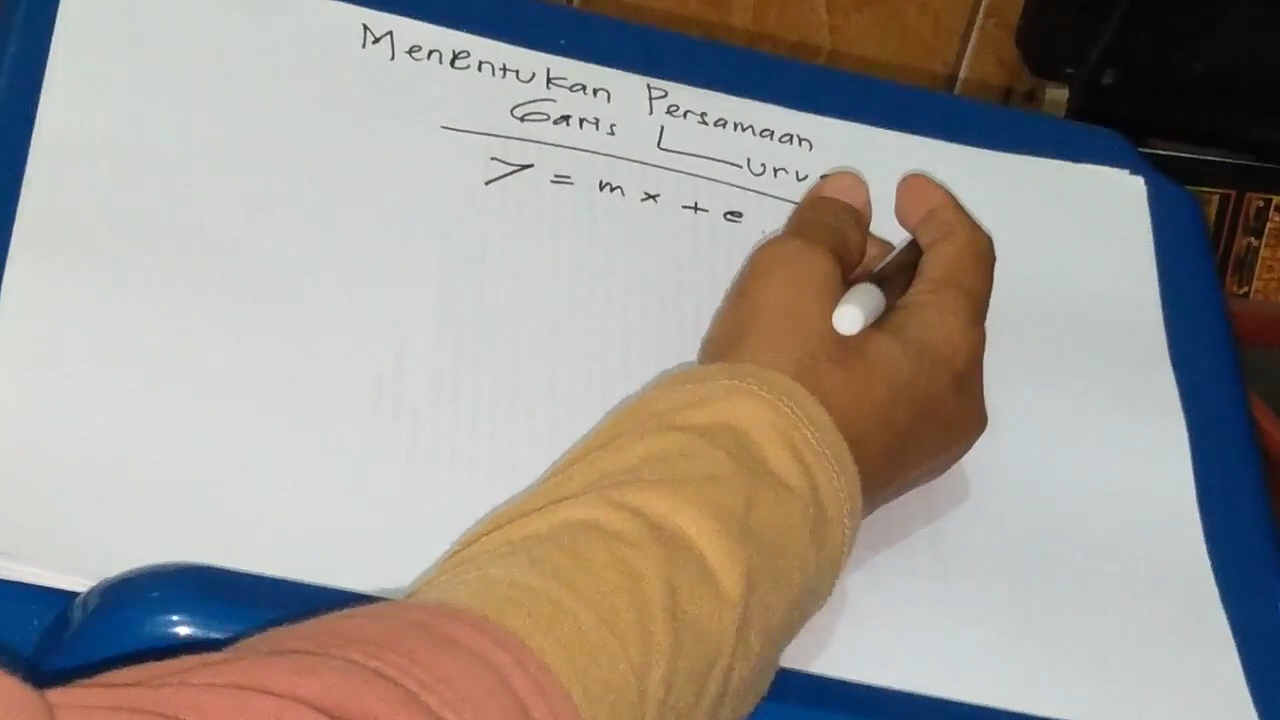 Menentukan Persamaan
Garis
y = mx + c